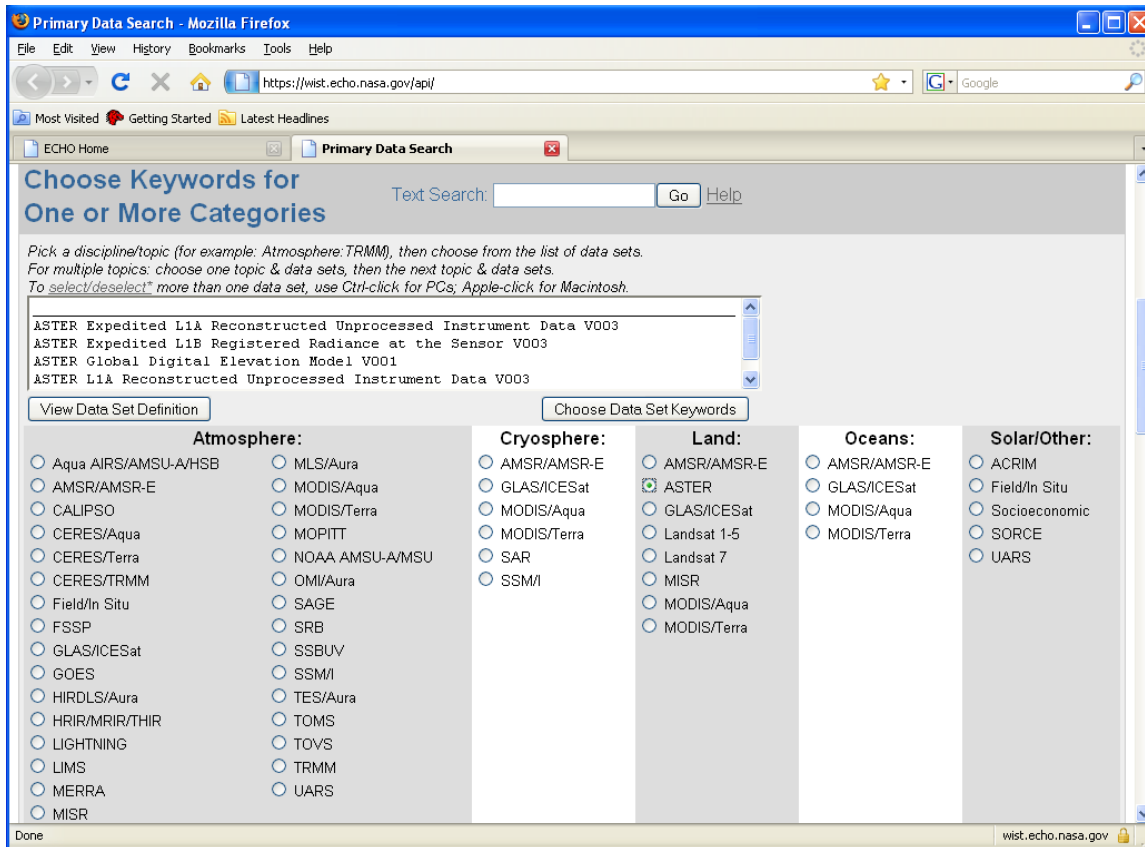 Primary Data Search - Mozilla Firefox
File Edit View History Bookmarks Tools Help
https://wist.echo.nasa.gov/api/
G Google
Most Visited Getting Started Latest Headlines
ECHO Home Primary Data Search
Choose Keywords for
One or More Categories
Text Search: Go Help
Pick a discipline/topic (for example: Atmosphere:TRMM), then choose from the list of data sets.
For multiple topics: choose one topic & data sets, then the next topic & data sets.
To select/deselect* more than one data set, use Ctrl-click for PCs; Apple-click for Macintosh.
ASTER Expedited L1A Reconstructed Unprocessed Instrument Data V003
ASTER Expedited L1B Registered Radiance at the Sensor V003
ASTER Global Digital Elevation Model V001
ASTER L1A Reconstructed Unprocessed Instrument Data V003
View Data Set Definition Choose Data Set Keywords
Atmosphere: Cryosphere: Land: Oceans: Solar/Other:
Aqua AIRS/AMSU-A/HSB MLS/Aura AMSR/AMSR-E AMSR/AMSR-E AMSR/AMSR-E ACRIM
AMSR/AMSR-E MODIS/Aqua GLAS/ICESat ASTER GLAS/ICESat Field/In Situ
CALIPSO MODIS/Terra MODIS/Aqua GLAS/ICESat MODIS/Aqua Socioeconomic
CERES/Aqua MOPITT MODIS/Terra Landsat 1-5 MODIS/Terra SORCE
CERES/Terra NOAA AMSU-A/MSU SAR Landsat 7 UARS
CERES/TRMM OMI/Aura SSM/I MISR
Field/In Situ SAGE MODIS/Aqua
FSSP SRB MODIS/Terra
GLAS/ICESat SSBUV
GOES SSM/I
HIRDLS/Aura TES/Aura
HRIR/MRIR/THIR TOMS
LIGHTNING TOVS
LIMS TRMM
MERRA UARS
MISR
Done wist.echo.nasa.gov